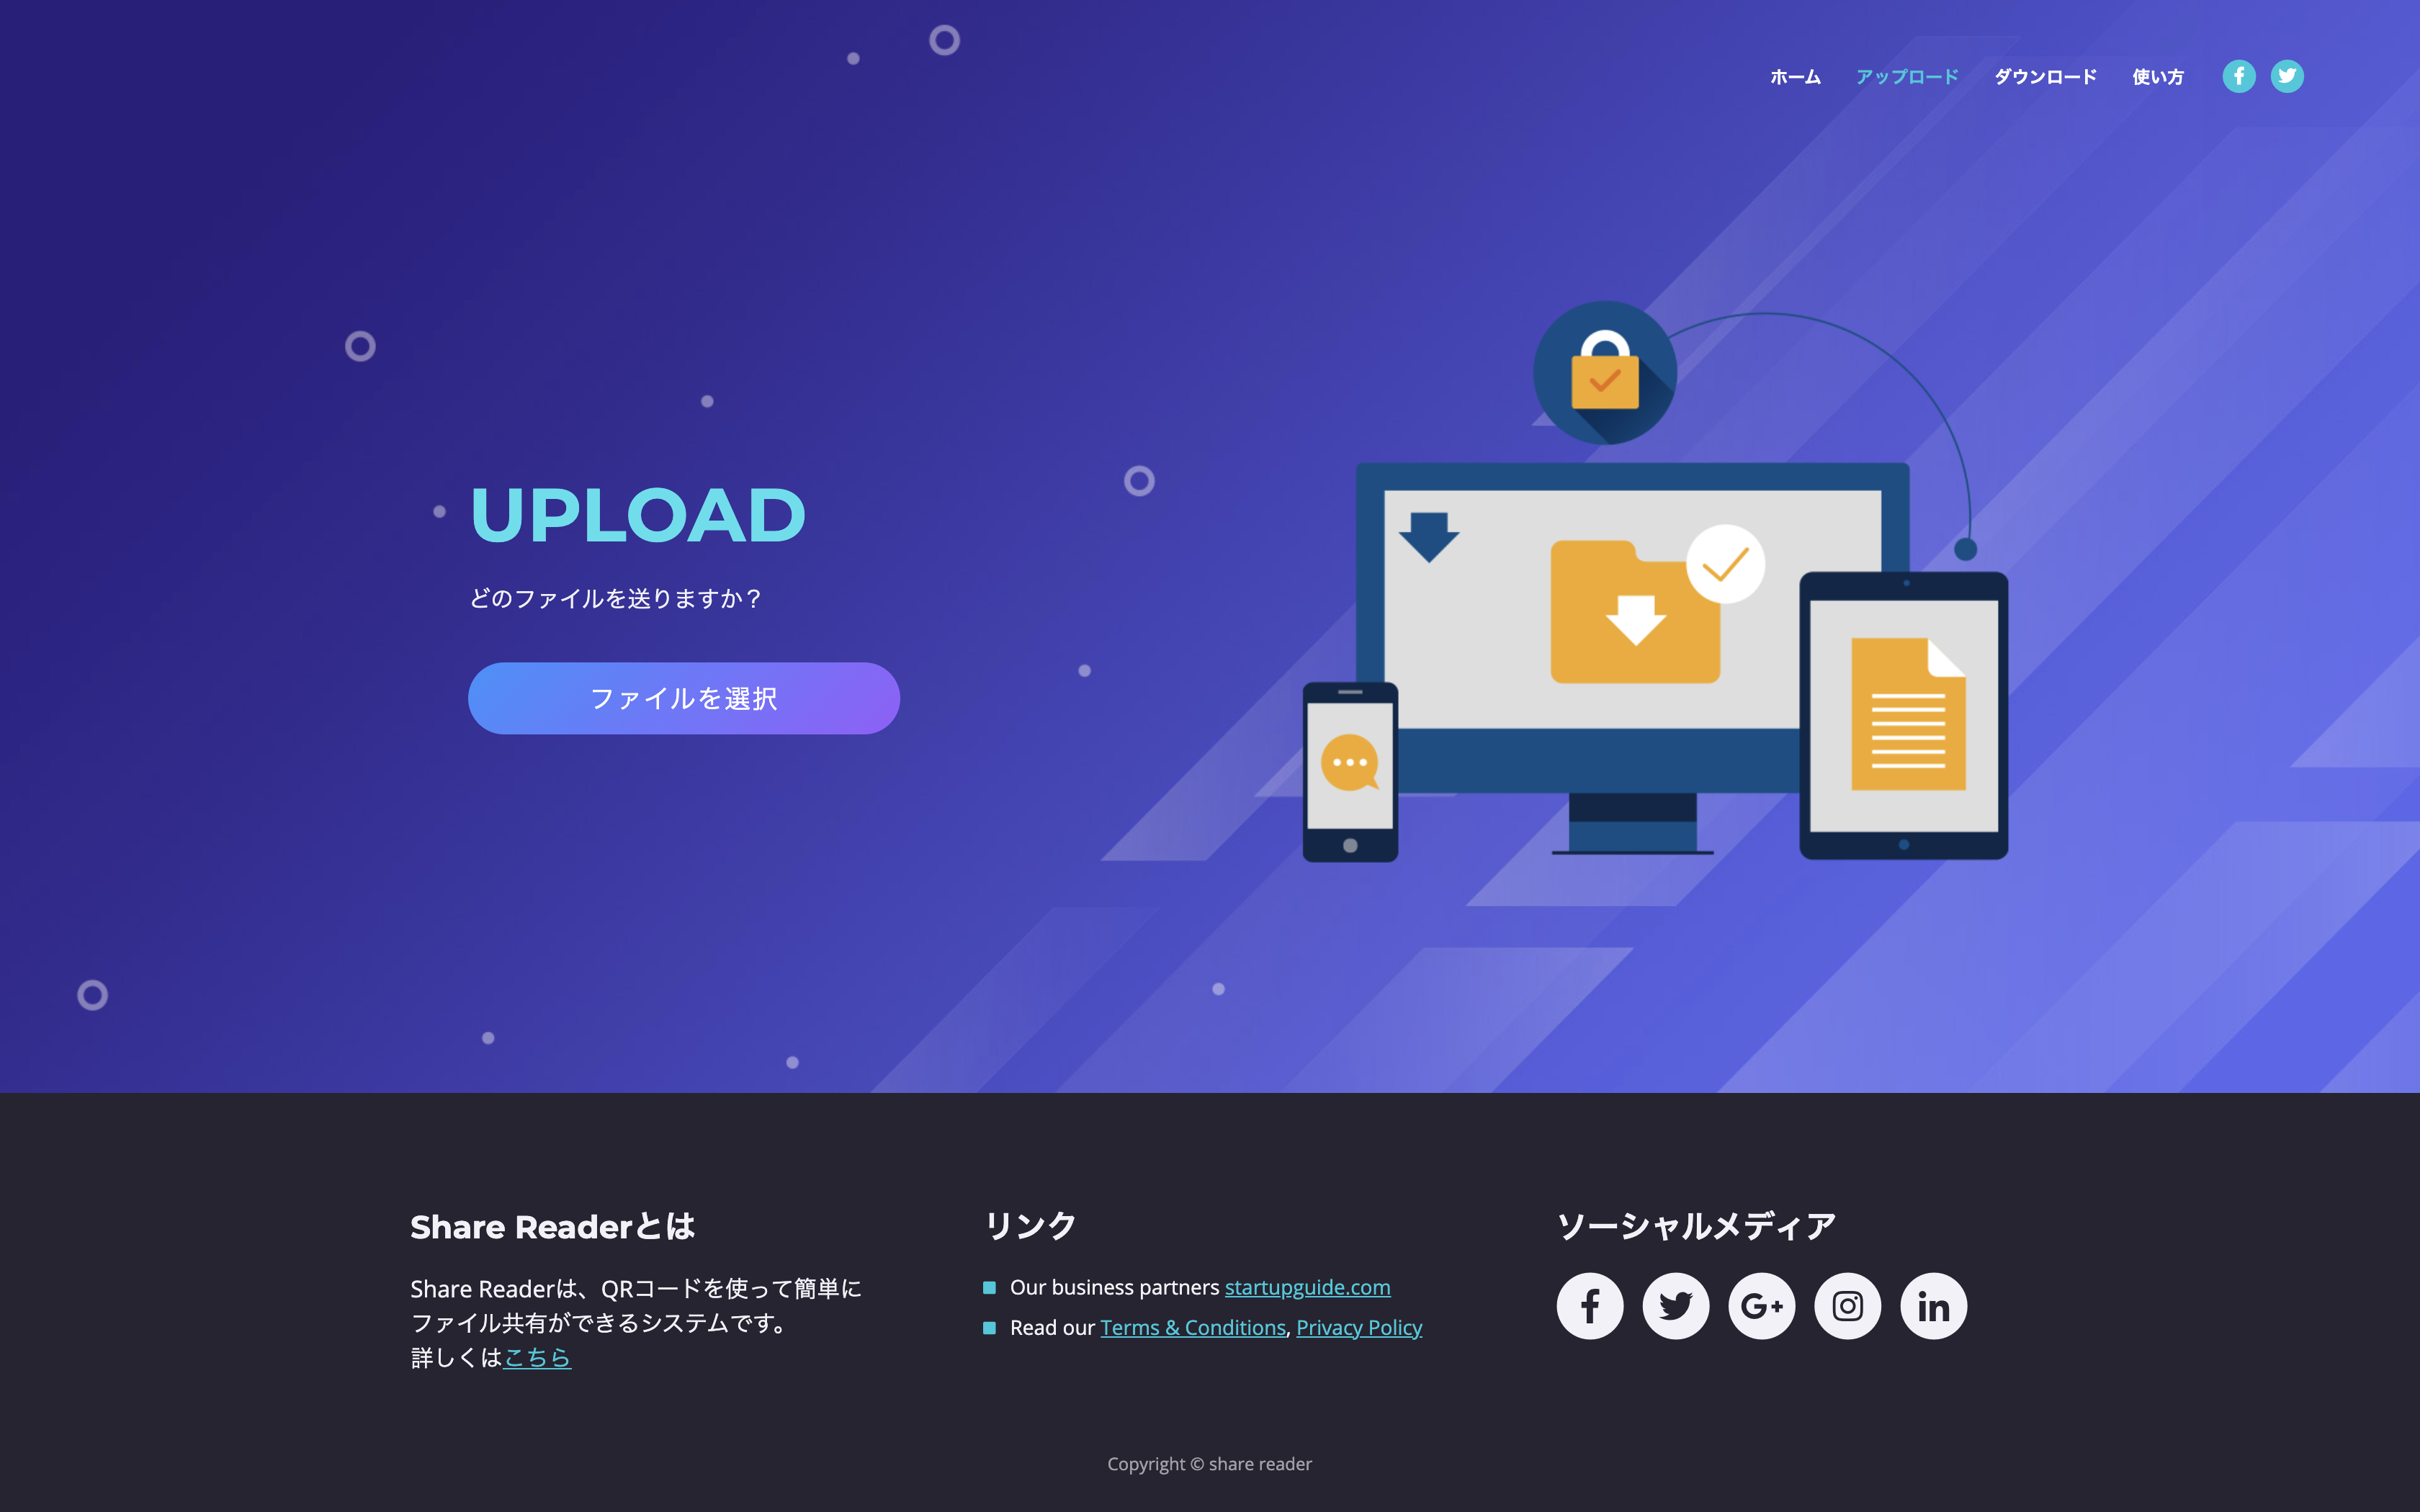 ホーム アップロード ダウンロード 使い方
UPLOAD
どのファイルを送りますか？
ファイルを選択
Share Readerとは
Share Readerは、QRコードを使って簡単に
ファイル共有ができるシステムです。
詳しくはこちら
リンク
Our business partners startupguide.com
Read our Terms & Conditions, Privacy Policy
ソーシャルメディア
Copyright © share reader